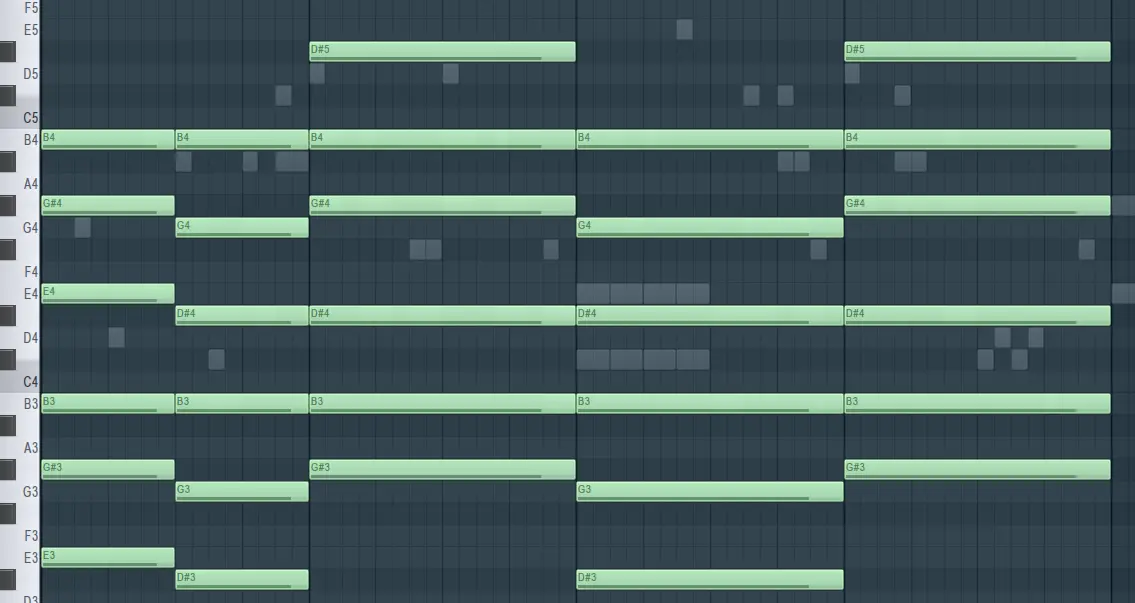 F5
E5
D#5 D#5
D5
C5
B4 B4 B4 B4 B4 B4
A4
G#4 G#4 G#4
G4 G4 G4
F4
E4 E4
D#4 D#4 D#4 D#4
D4
C4
B3 B3 B3 B3 B3 B3
A3
G#3 G#3 G#3
G3 G3 G3
F3
E3 E3
D#3 D#3
D3